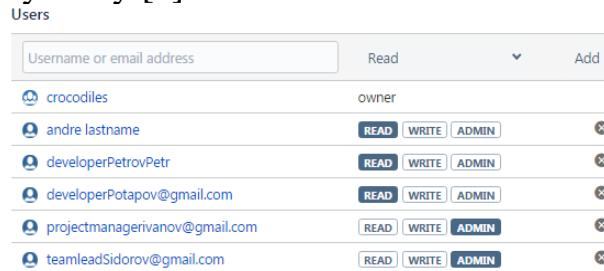 Users
Username or email address Read Add
crocodiles owner
andre lastname READ WRITE ADMIN
developerPetrovPetr READ WRITE ADMIN
developerPotapov@gmail.com READ WRITE ADMIN
projectmanagerivanov@gmail.com READ WRITE ADMIN
teamleadSidorov@gmail.com READ WRITE ADMIN